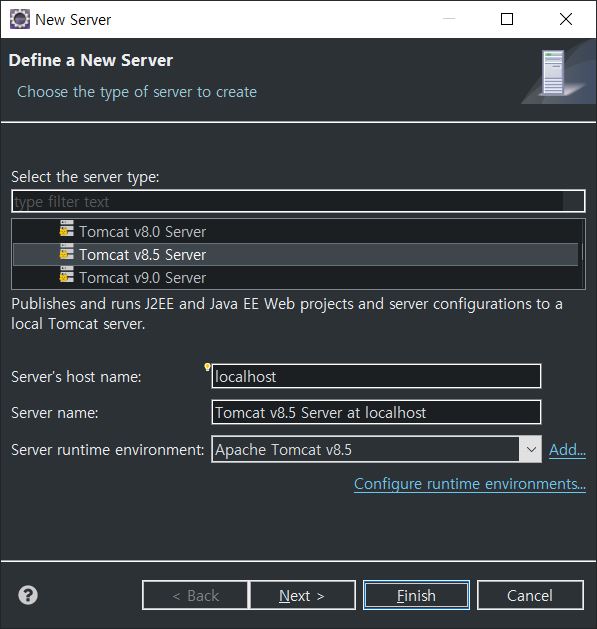 New Server
Define a New Server
Choose the type of server to create
Select the server type:
type filter text
Tomcat v8.0 Server
Tomcat v8.5 Server
Tomcat v9.0 Server
Publishes and runs J2EE and Java EE Web projects and server configurations to a
local Tomcat server.
Server's host name: localhost
Server name: Tomcat v8.5 Server at localhost
Server runtime environment: Apache Tomcat v8.5 Add...
Configure runtime environments...
? < Back Next > Finish Cancel